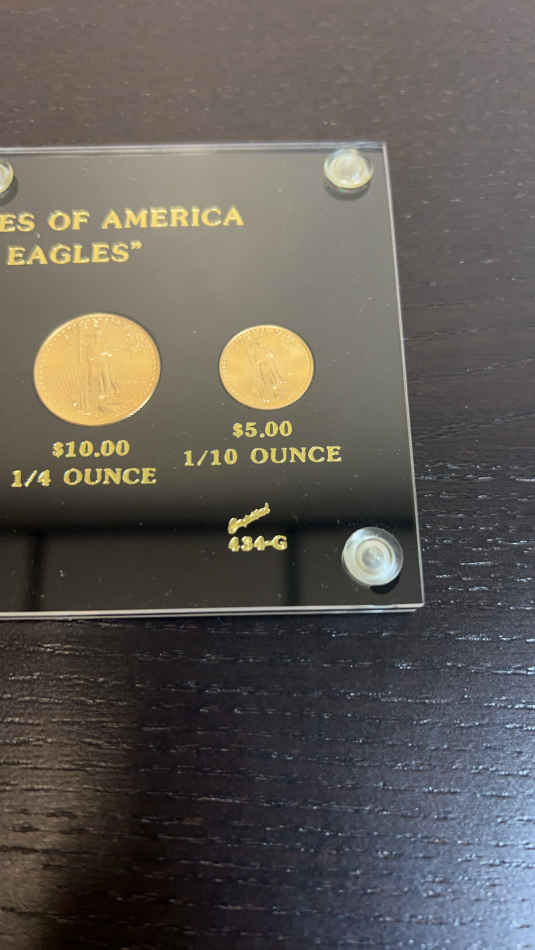 ES OF AMERICA
EAGLES”
$10.00
1/4 OUNCE
$5.00
1/10 OUNCE
434-G